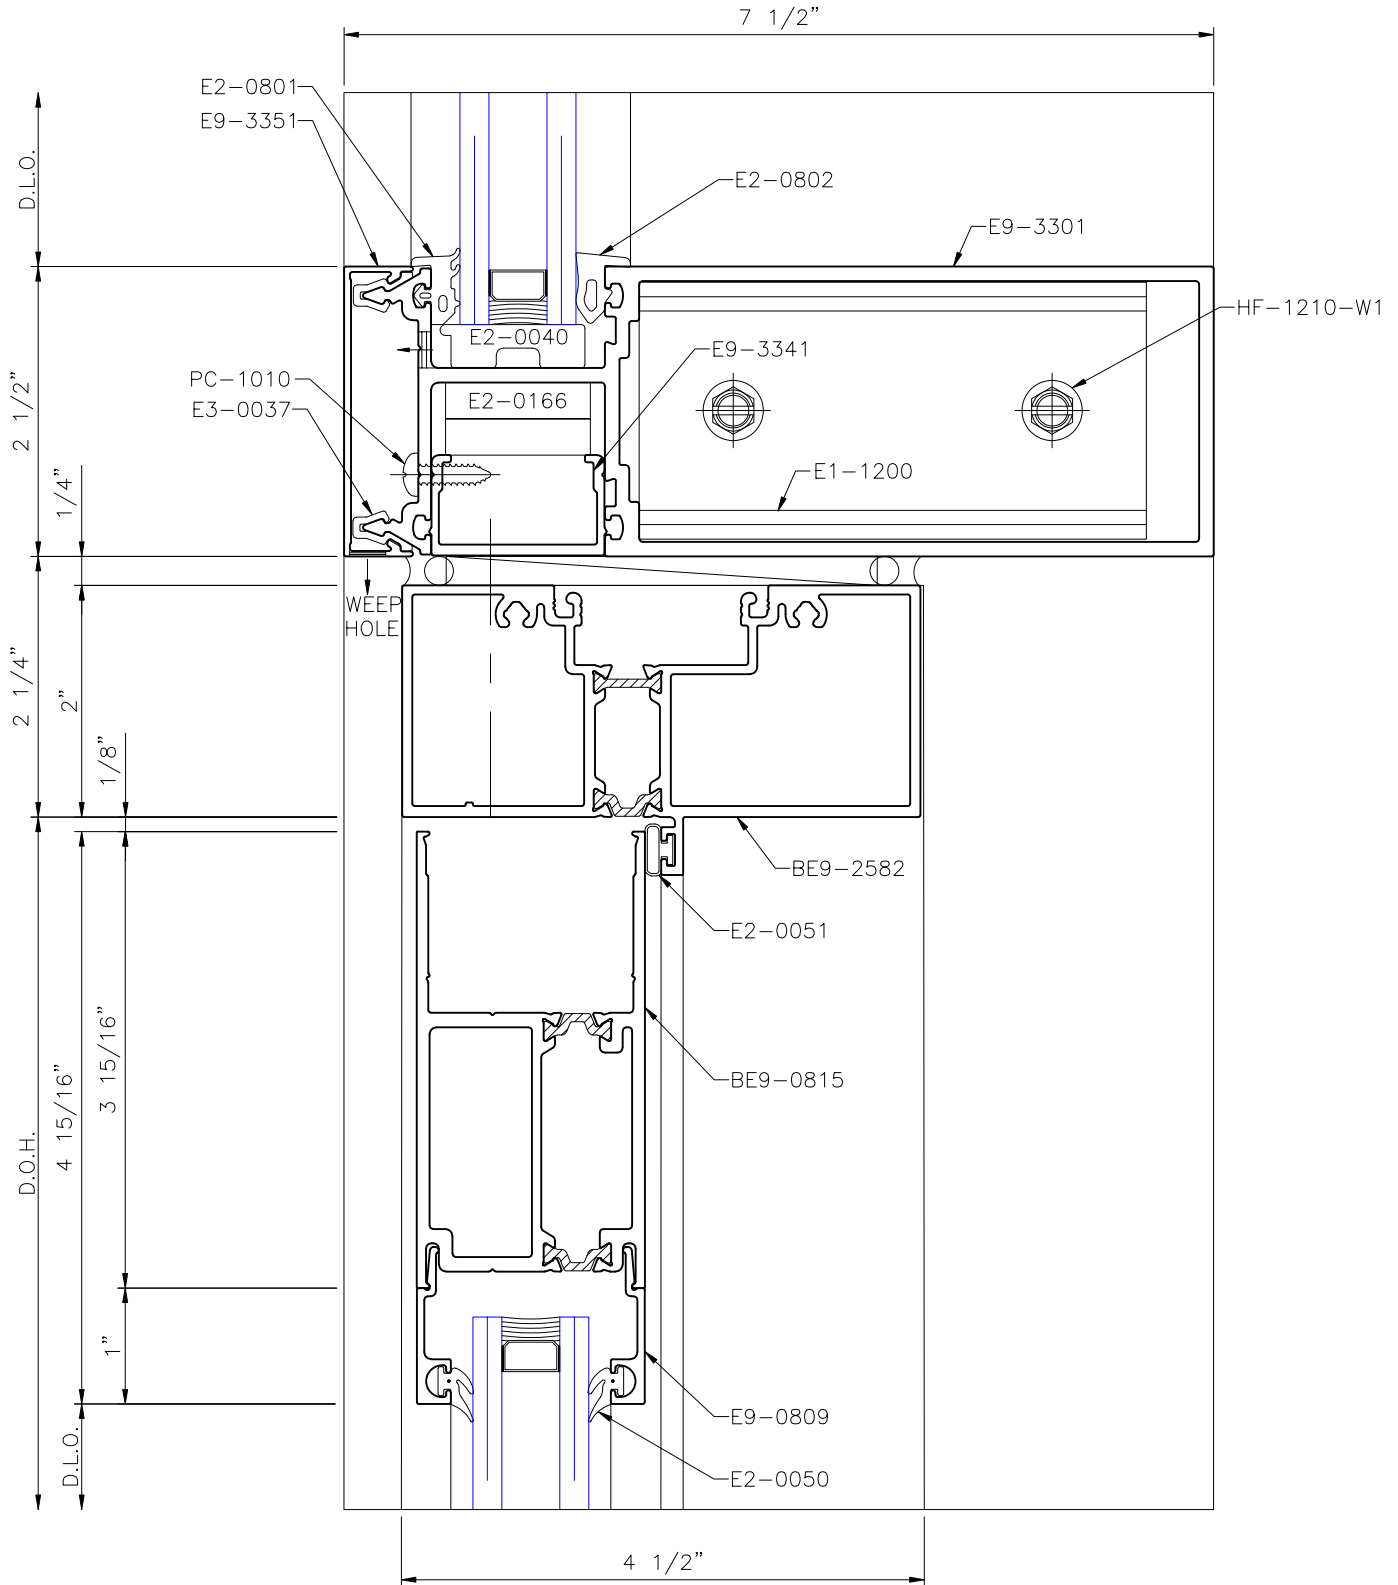 7 1/2"
E2-0801
E9-3351
D.L.O.
E2-0802
E9-3301
HF-1210-W1
E2-0040
E9-3341
PC-1010
E3-0037
E2-0166
2 1/2"
1/4"
E1-1200
WEEP
HOLE
2 1/4"
2"
1/8"
BE9-2582
E2-0051
3 15/16"
4 15/16"
BE9-0815
D.O.H.
1"
E9-0809
D.L.O.
E2-0050
4 1/2"